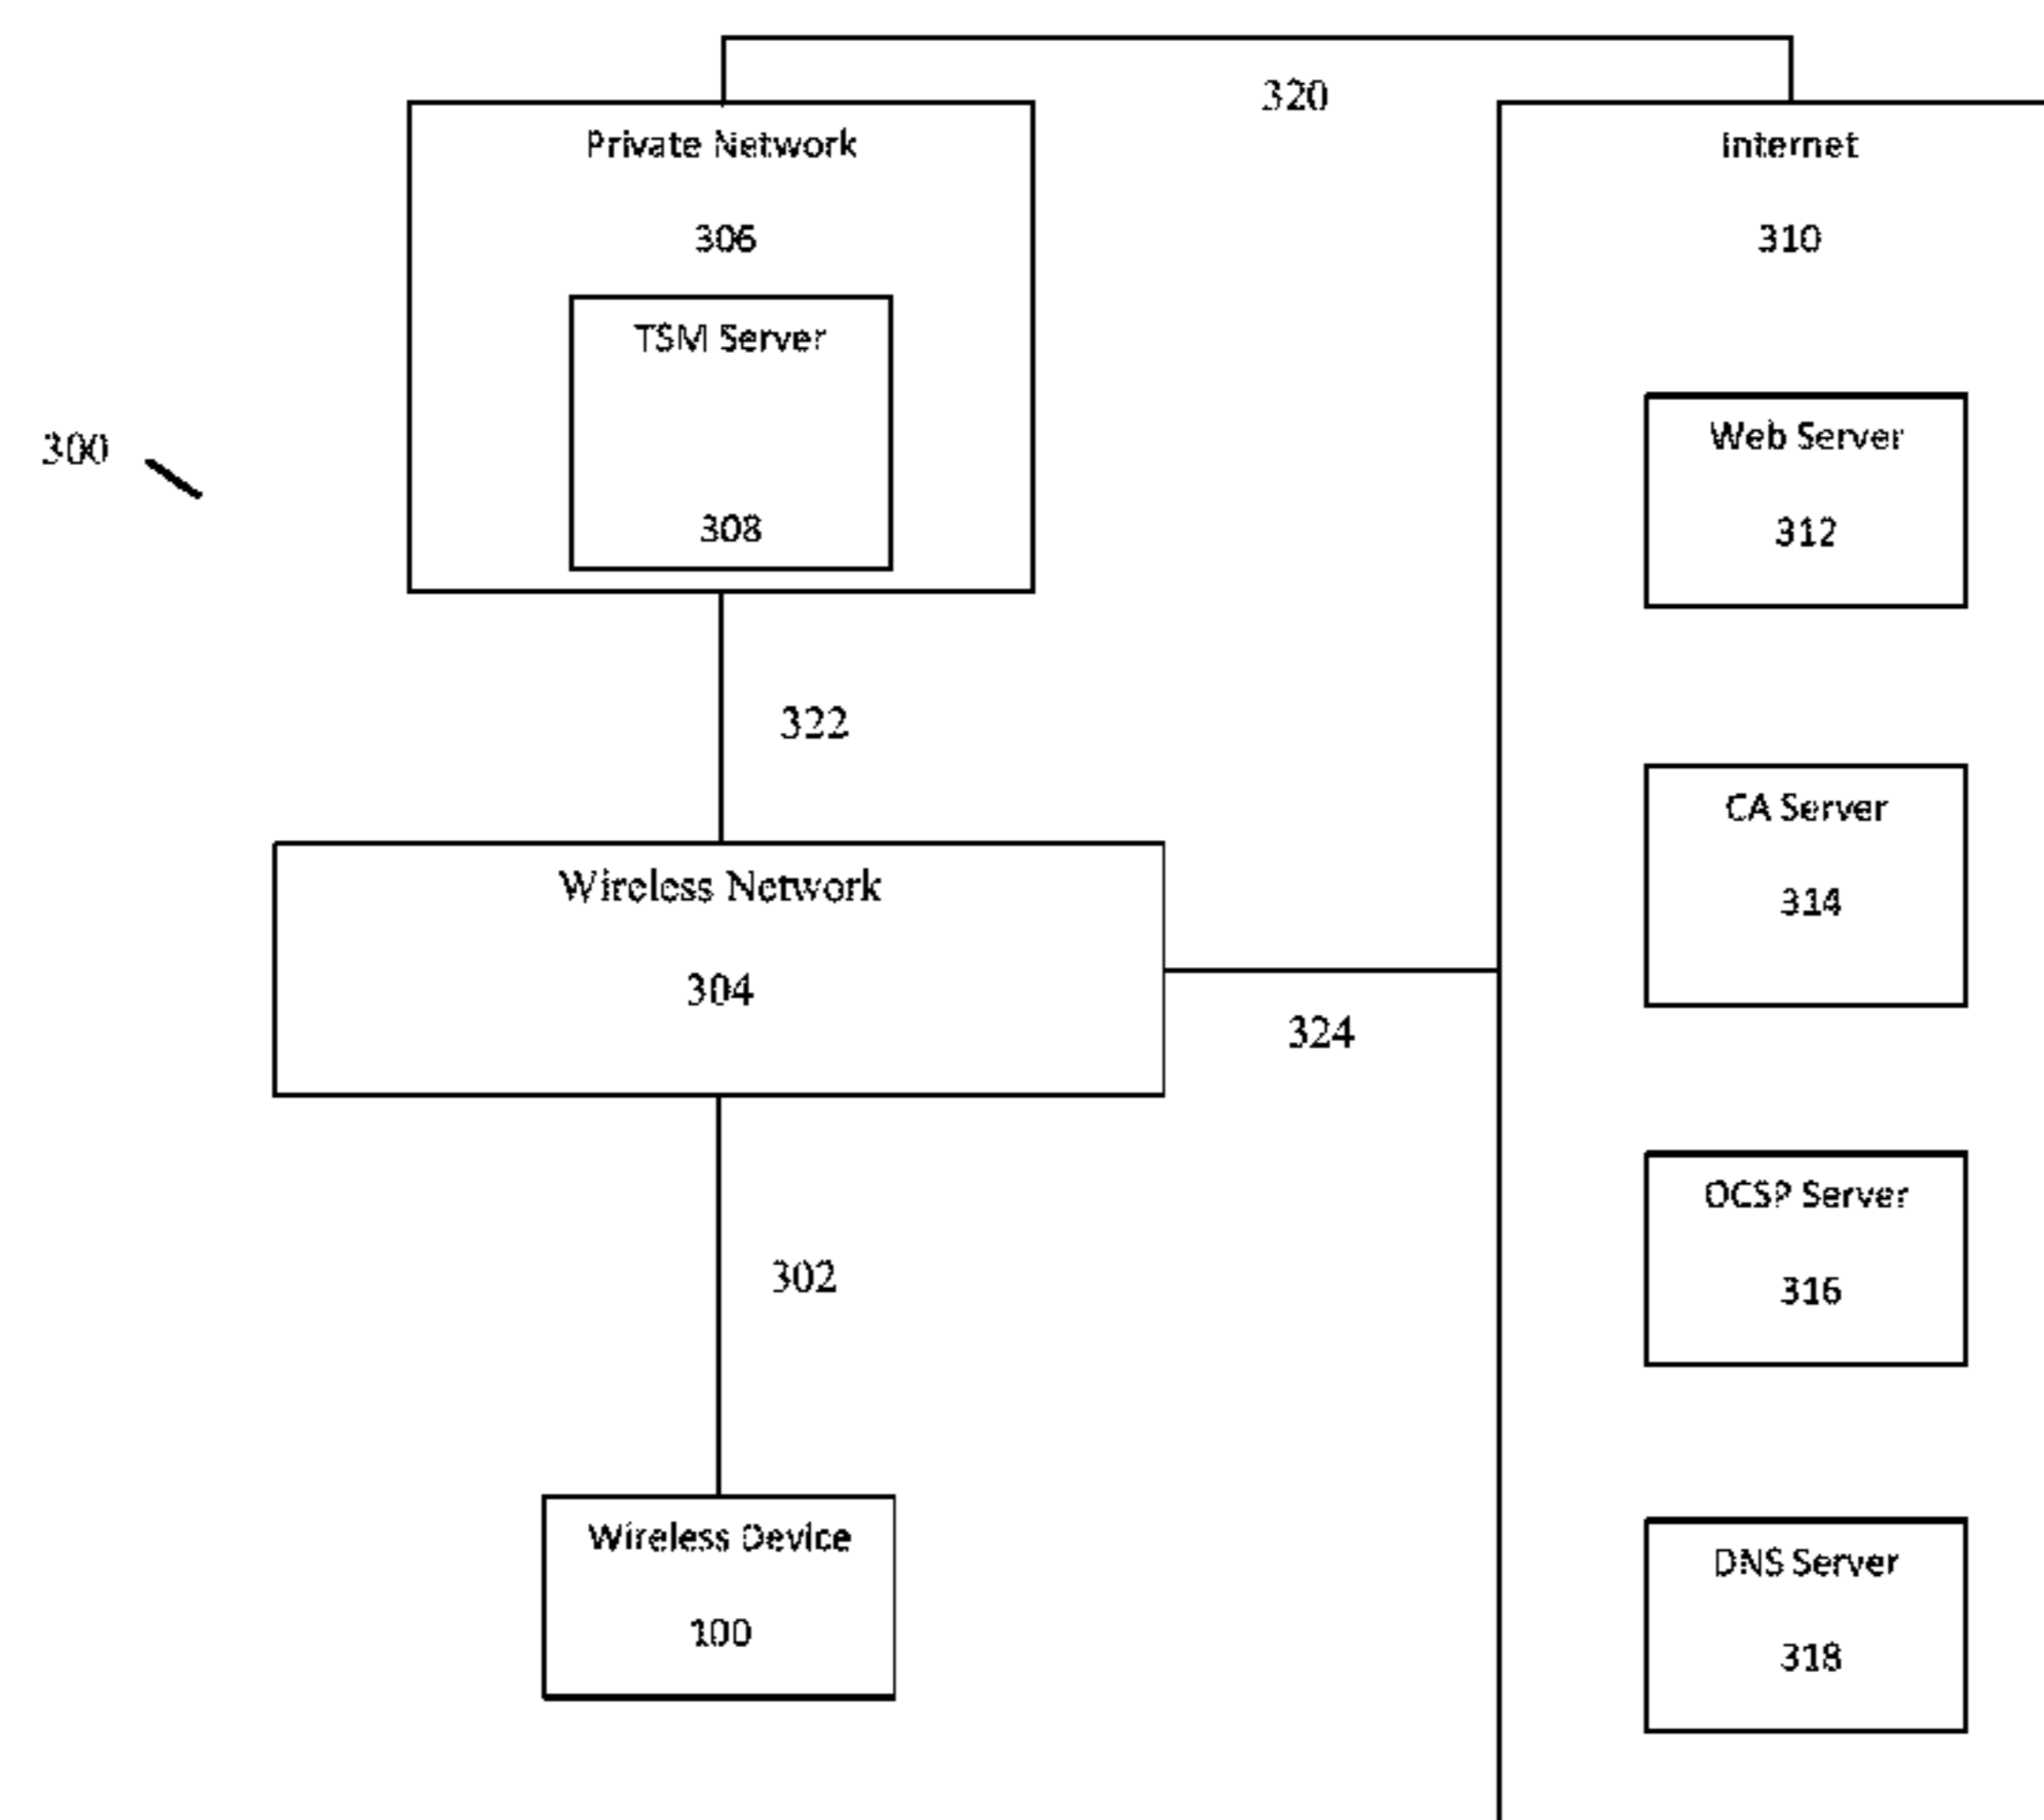 320
Private Network
306
TSM Server
308
300
322
Wireless Network
304
324
302
Wireless Device
100
Internet
310
Web Server
312
CA Server
314
OCSP Server
316
DNS Server
318